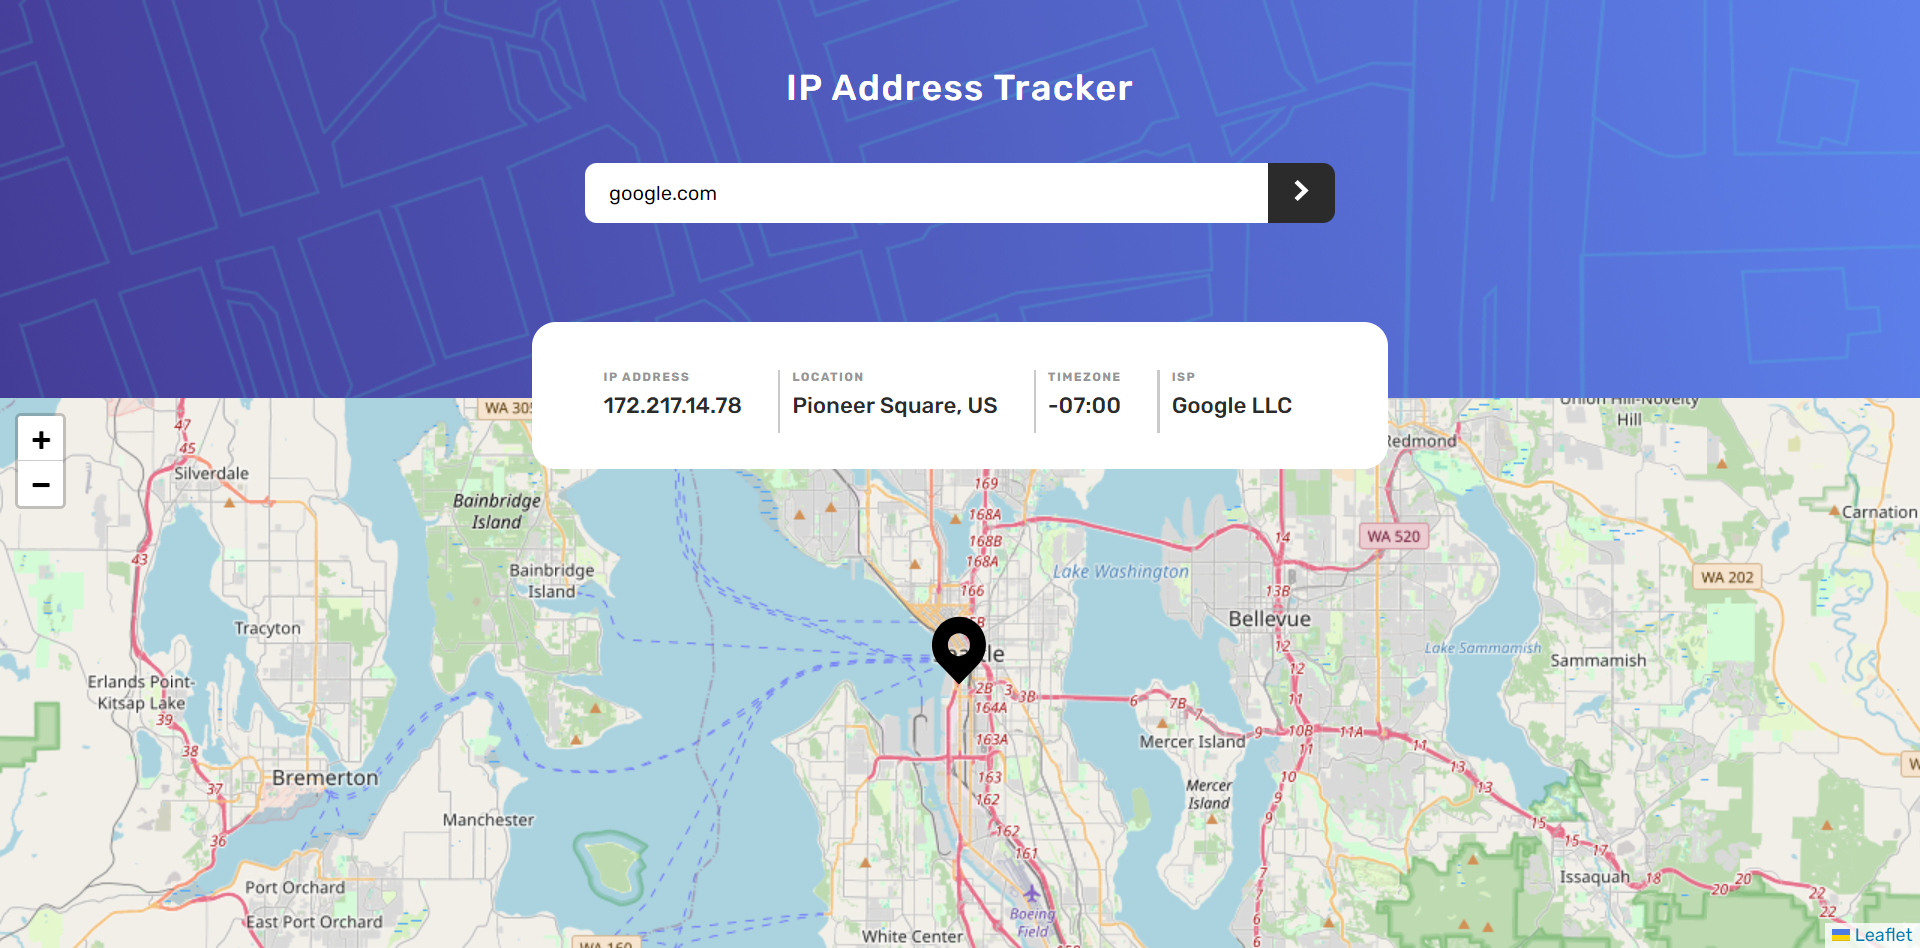 IP Address Tracker
google.com
IP ADDRESS
172.217.14.78
LOCATION
Pioneer Square, US
TIMEZONE
-07:00
ISP
Google LLC
+
−
WA 305
47
45
Silverdale
Bainbridge
Island
43
Bainbridge
Island
Tracyton
Erlands Point-
Kitsap Lake
39
38
37
36
Bremerton
Manchester
Port Orchard
East Port Orchard
WA 160
169
168A
168B
168A
166
2B
3
3B
164A
163A
163
162
162
161
Boeing
Field
White Center
Lake Washington
14
13B
Bellevue
12
12
11
6
7B
7
9
10B
11A
11
11
10
9
9
7
7
6
6
Mercer Island
Mercer
Island
Union Hill-Novelty
Hill
Redmond
WA 520
WA 202
Carnation
Lake Sammamish
Sammamish
13
13
15
15
17
18
20
20
22
22
Issaquah
Leaflet